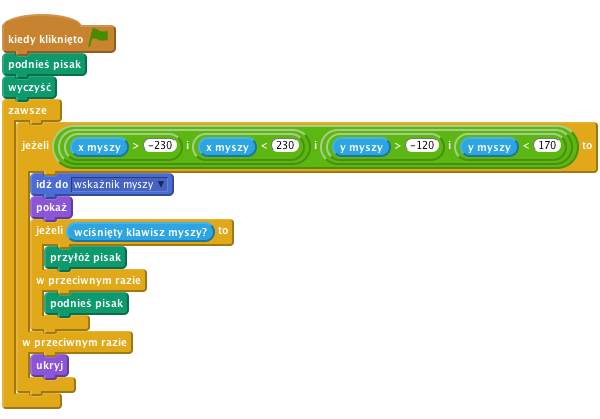 kiedy kliknięto
podnieś pisak
wyczyść
zawsze
jeżeli x myszy > -230 i x myszy < 230 i y myszy > -120 i y myszy < 170 to
idz do wskaźnik myszy
pokaż
jeżeli wciśnięty klawisz myszy? to
przyłóż pisak
w przeciwnym razie
podnieś pisak
w przeciwnym razie
ukryj